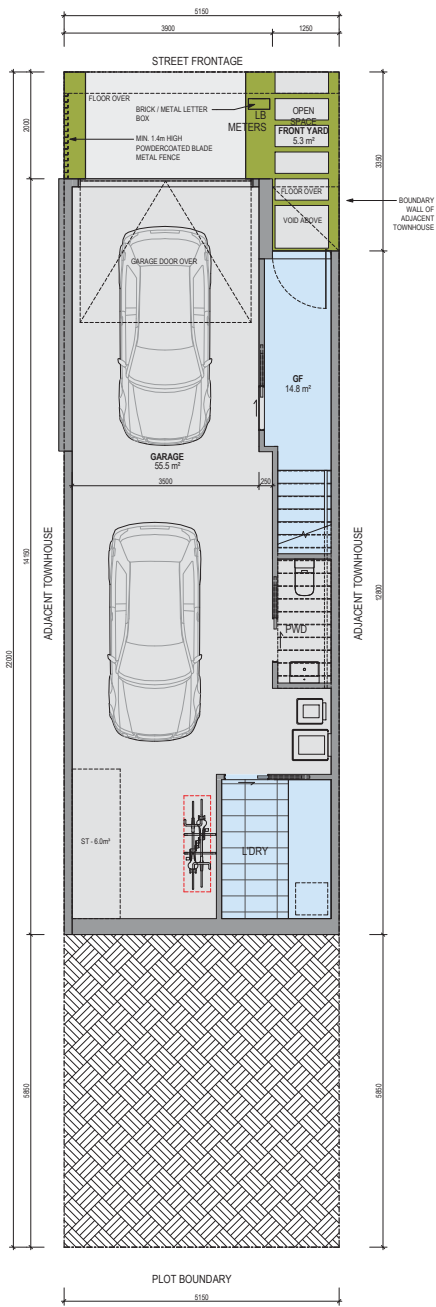 5150
3900
1250
STREET FRONTAGE
FLOOR OVER
BRICK / METAL LETTER
BOX
LB
METERS
OPEN
SPACE
FRONT YARD
5.3 m²
2000
MIN. 1.4m HIGH
POWDERCOATED BLADE
METAL FENCE
3350
FLOOR OVER
BOUNDARY
WALL OF
ADJACENT
TOWNHOUSE
VOID ABOVE
GARAGE DOOR OVER
GF
14.8 m²
GARAGE
55.5 m²
3500
250
ADJACENT TOWNHOUSE
ADJACENT TOWNHOUSE
14150
12800
22000
PWD
ST - 6.0m³
L'DRY
5850
5850
PLOT BOUNDARY
5150